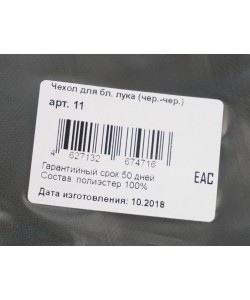 Чехол для бл. лука (чер.-чер.)
арт. 11
4 627132 674716
Гарантийный срок 50 дней
Состав: полиэстер 100%
EAC
Дата изготовления: 10.2018